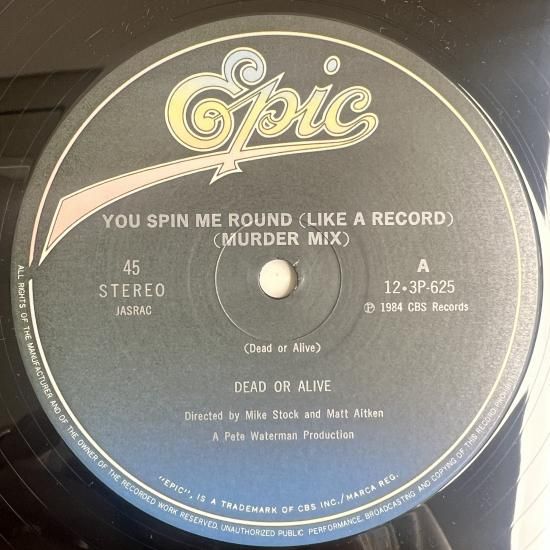 Epic
YOU SPIN ME ROUND (LIKE A RECORD)
(MURDER MIX)
45
STEREO
JASRAC
A
12•3P-625
Ⓟ 1984 CBS Records
(Dead or Alive)
DEAD OR ALIVE
Directed by Mike Stock and Matt Aitken
A Pete Waterman Production
"EPIC", IS A TRADEMARK OF CBS INC./MARCA REG.
ALL RIGHTS OF THE MANUFACTURER AND OF THE OWNER OF THE RECORDED WORK RESERVED. UNAUTHORIZED PUBLIC PERFORMANCE, BROADCASTING AND COPYING OF THIS RECORD